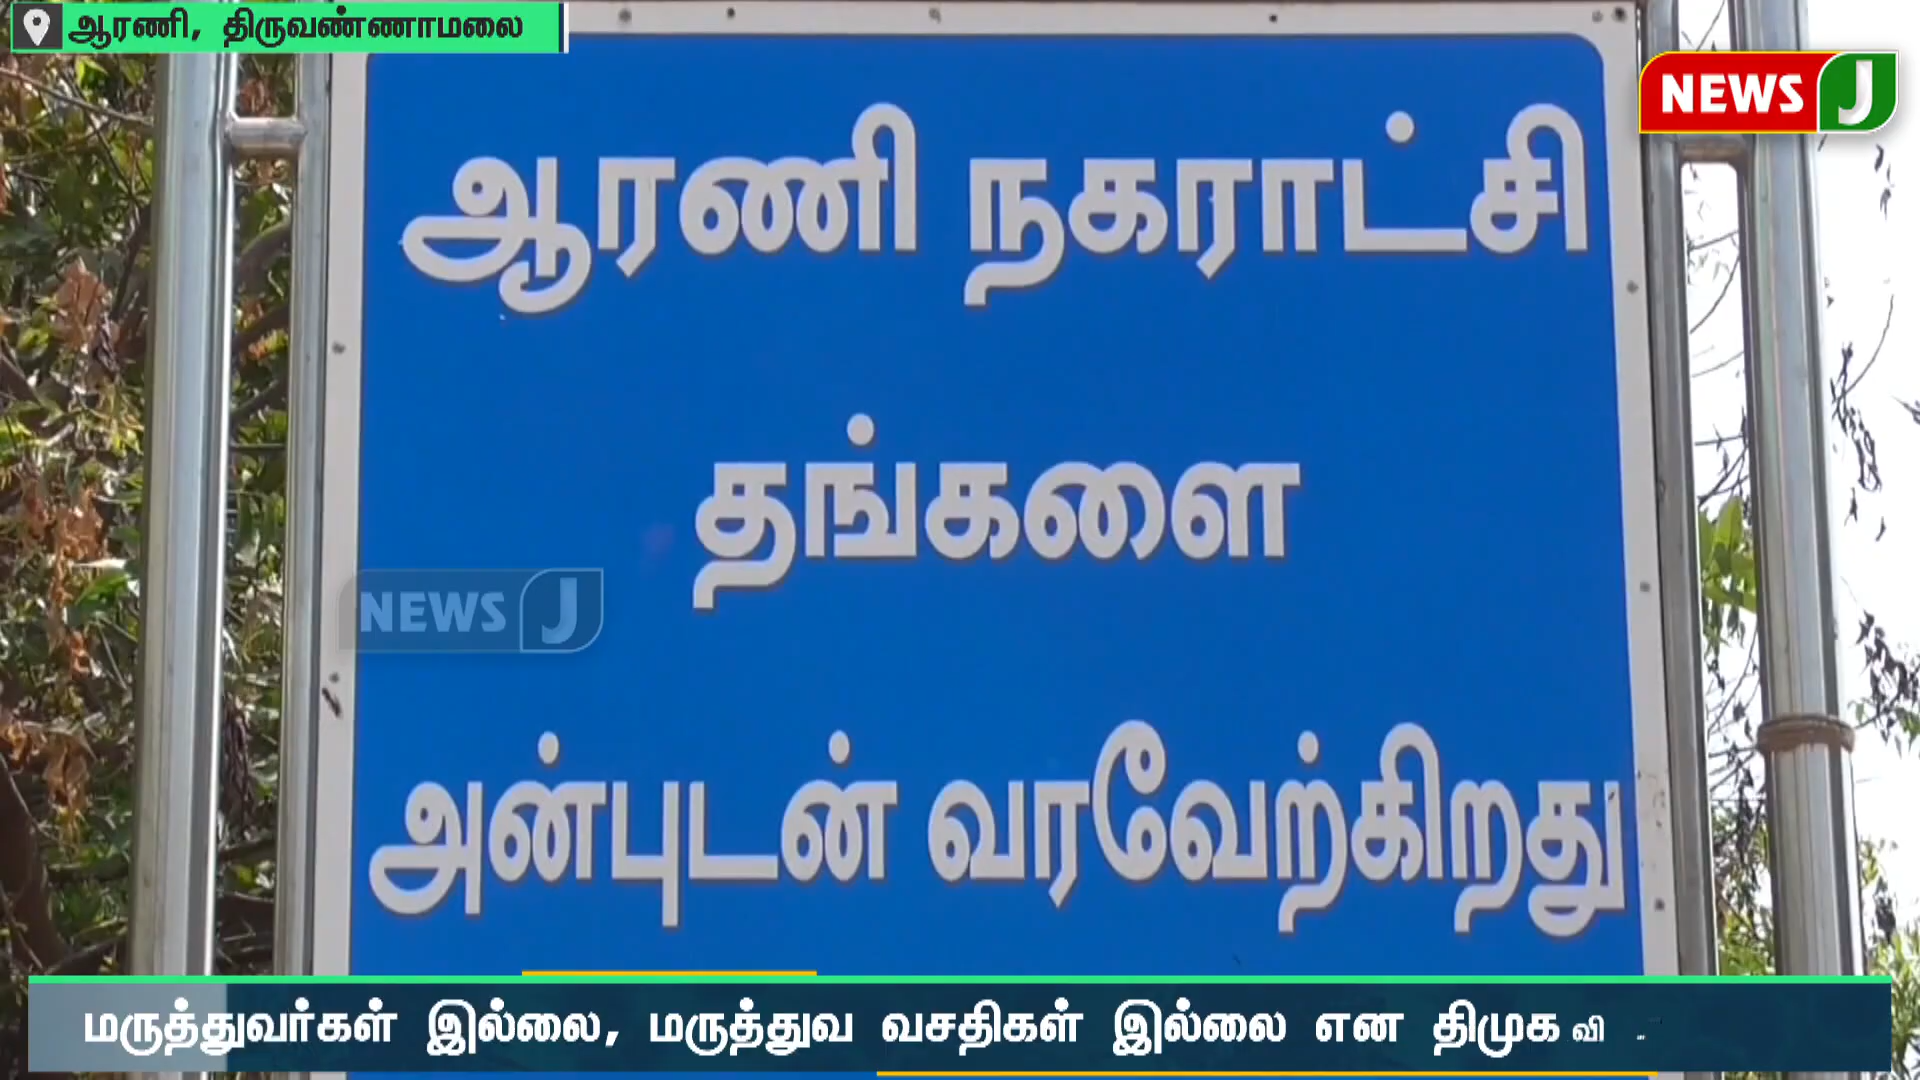 ஆரணி, திருவண்ணாமலை
NEWS J
ஆரணி நகராட்சி
தங்களை
NEWS J
அன்புடன் வரவேற்கிறது
மருத்துவர்கள் இல்லை, மருத்துவ வசதிகள் இல்லை என திமுக வி